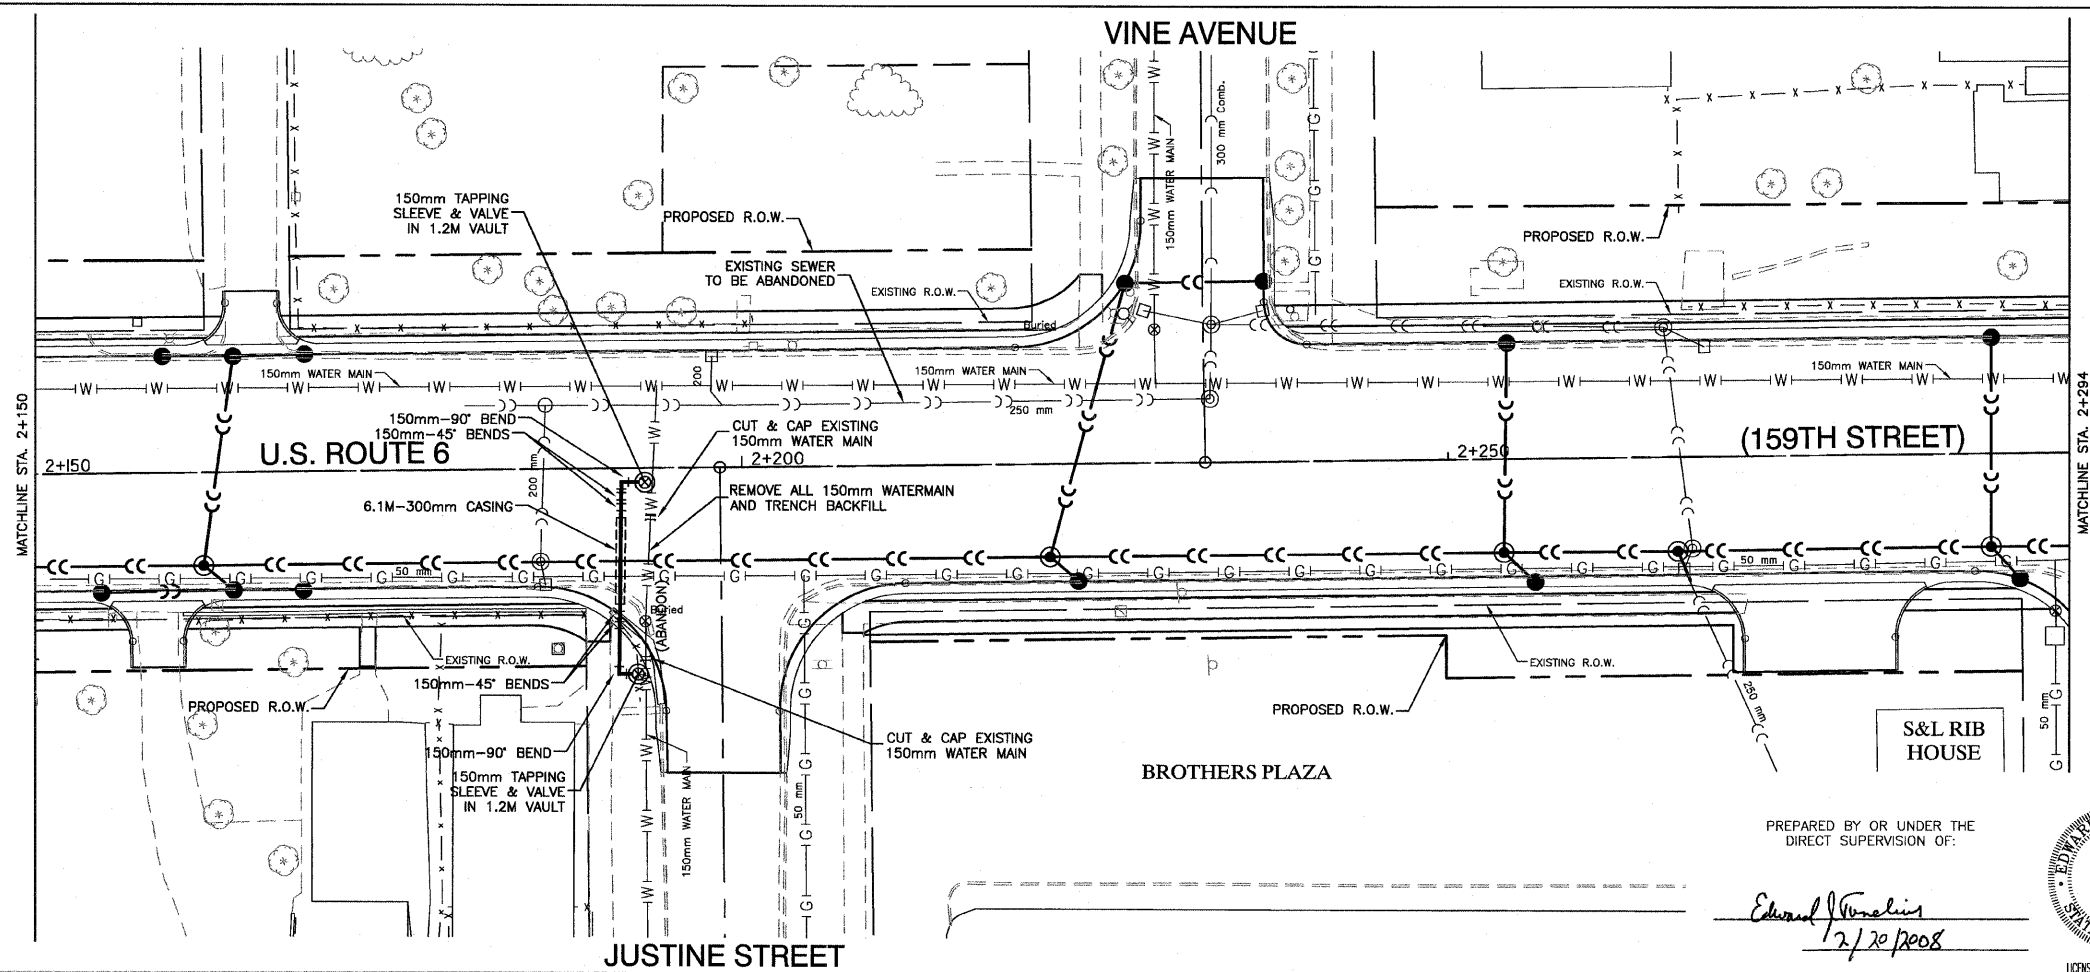 VINE AVENUE
300 mm Comb.
150mm WATER MAIN
150mm TAPPING
SLEEVE & VALVE
IN 1.2M VAULT
PROPOSED R.O.W.
PROPOSED R.O.W.
EXISTING SEWER
TO BE ABANDONED
EXISTING R.O.W.
EXISTING R.O.W.
Buried
150mm WATER MAIN
200
150mm WATER MAIN
150mm WATER MAIN
250 mm
MATCHLINE STA. 2+150
MATCHLINE STA. 2+294
150mm-90° BEND
150mm-45° BENDS
CUT & CAP EXISTING
150mm WATER MAIN
U.S. ROUTE 6
(159TH STREET)
2+150
2+200
2+250
200 mm
6.1M-300mm CASING
REMOVE ALL 150mm WATERMAIN
AND TRENCH BACKFILL
50 mm
50 mm
Buried
(ABANDON)
EXISTING R.O.W.
EXISTING R.O.W.
150mm-45° BENDS
PROPOSED R.O.W.
PROPOSED R.O.W.
250 mm
50 mm
S&L RIB
HOUSE
150mm-90° BEND
CUT & CAP EXISTING
150mm WATER MAIN
BROTHERS PLAZA
150mm TAPPING
SLEEVE & VALVE
IN 1.2M VAULT
150mm WATER MAIN
50 mm
PREPARED BY OR UNDER THE
DIRECT SUPERVISION OF:
Edward J Tunelius
2/20/2008
EDWAR
STAT
LICENS
JUSTINE STREET